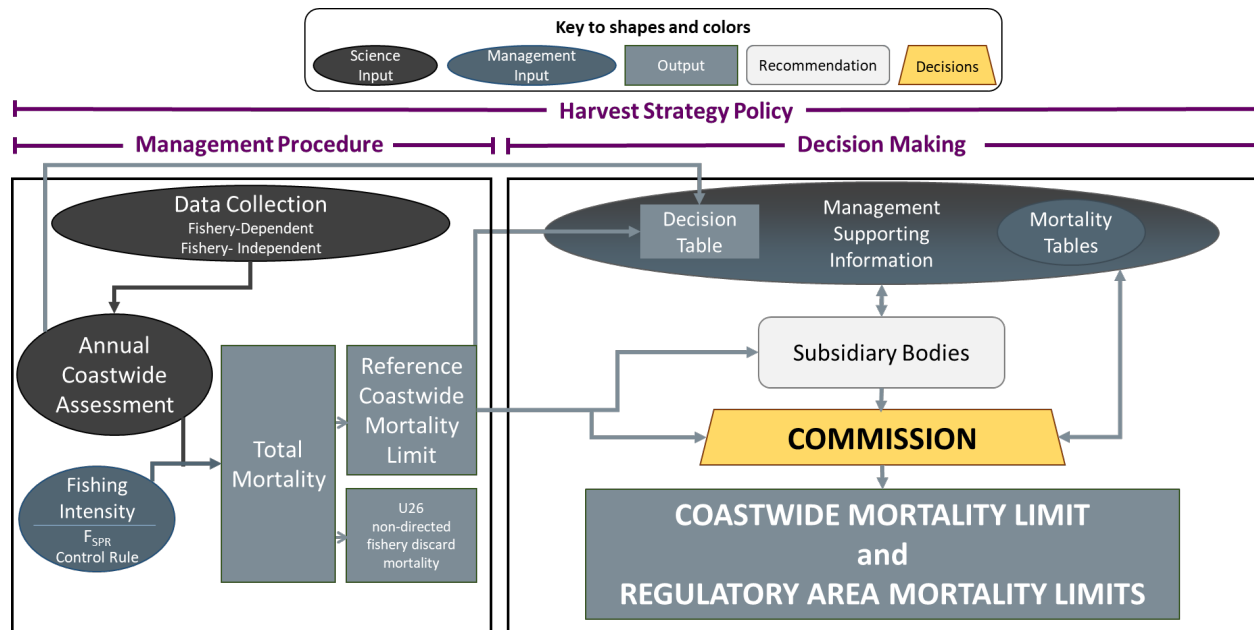 Key to shapes and colors
Science
Input
Management
Input
Output
Recommendation
Decisions
Harvest Strategy Policy
Management Procedure
Decision Making
Data Collection
Fishery-Dependent
Fishery- Independent
Annual
Coastwide
Assessment
Fishing
Intensity
FSPR
Control Rule
Total
Mortality
Reference
Coastwide
Mortality
Limit
U26
non-directed
fishery discard
mortality
Decision
Table
Management
Supporting
Information
Mortality
Tables
Subsidiary Bodies
COMMISSION
COASTWIDE MORTALITY LIMIT
and
REGULATORY AREA MORTALITY LIMITS